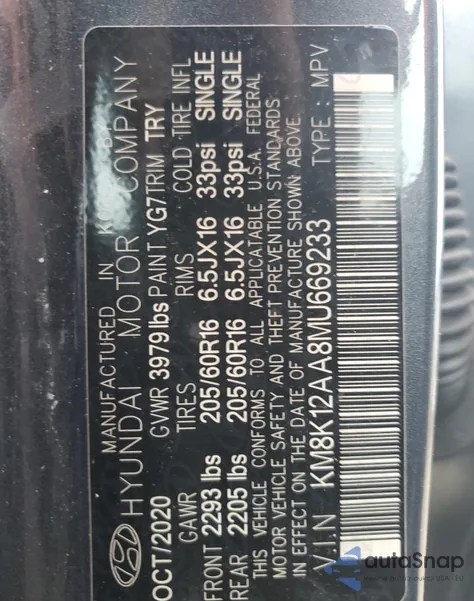 MANUFACTURED IN
HYUNDAI MOTOR COMPANY
OCT/2020 GVWR 3979 lbs PAINT YG7 TRIM TRY
GAWR TIRES RIMS COLD TIRE INFL
FRONT 2293 lbs 205/60R16 6.5JX16 33psi SINGLE
REAR 2205 lbs 205/60R16 6.5JX16 33psi SINGLE
THIS VEHICLE CONFORMS TO ALL APPLICABLE U.S.A. FEDERAL
MOTOR VEHICLE SAFETY AND THEFT PREVENTION STANDARDS
IN EFFECT ON DATE OF MANUFACTURE SHOWN ABOVE.
V.I.N KM8K12AA8MU669233 TYPE : MPV
autoSnap